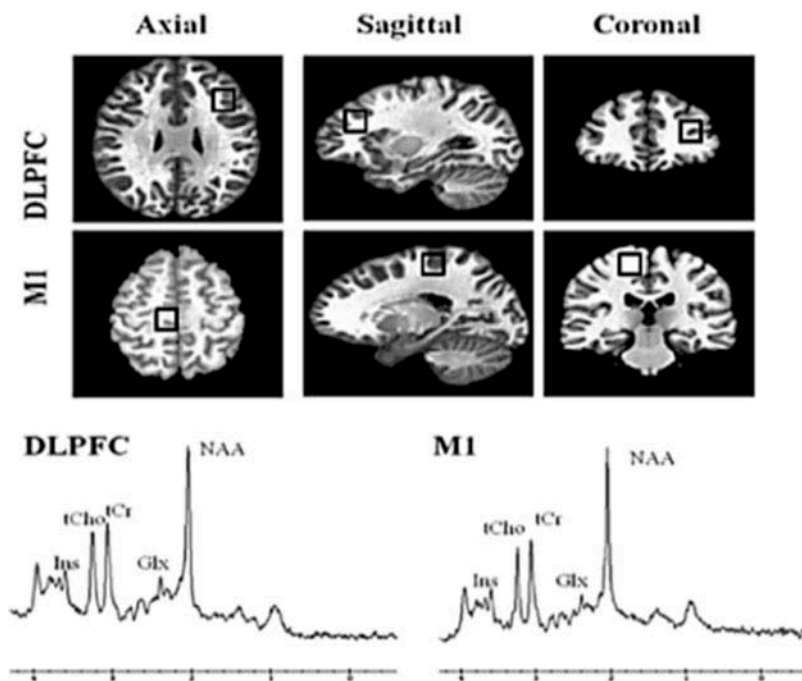 Axial Sagittal Coronal
DLPFC
M1
DLPFC
NAA
tCho
tCr
Ins
Glx
M1
NAA
tCho
tCr
Ins
Glx